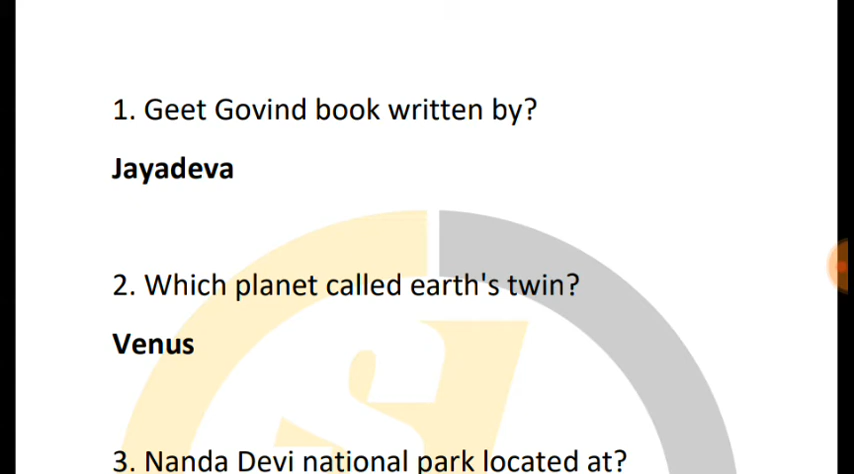 1. Geet Govind book written by?
Jayadeva
2. Which planet called earth's twin?
Venus
3. Nanda Devi national park located at?